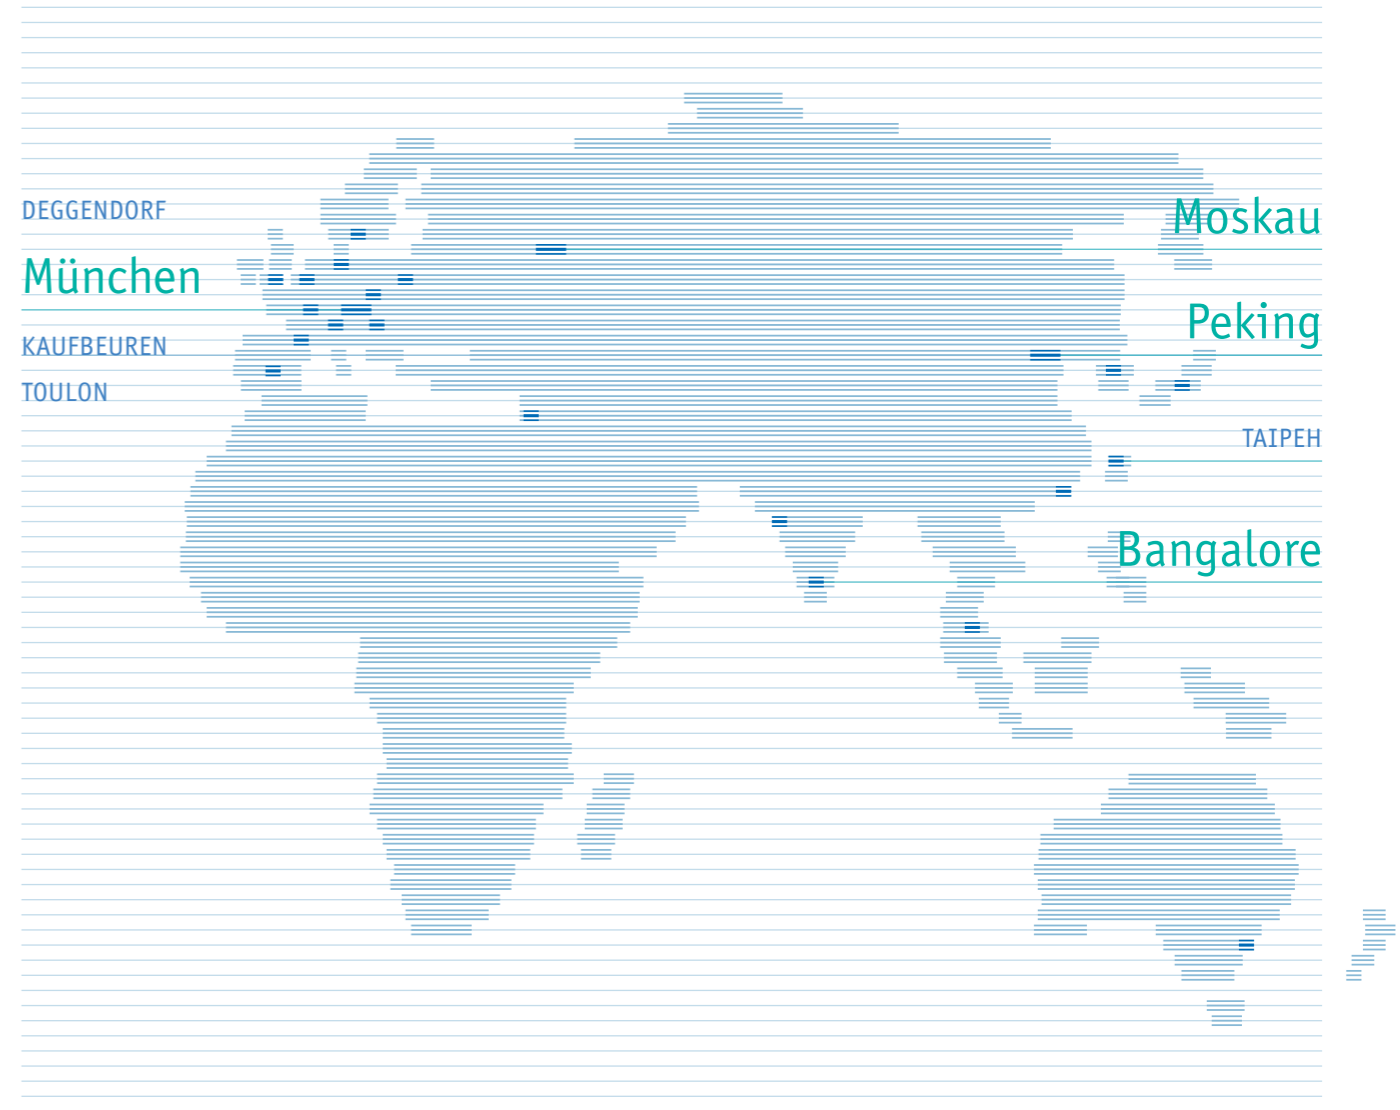 DEGGENDORF
Moskau
München
Peking
KAUFBEUREN
TOULON
TAIPEH
Bangalore